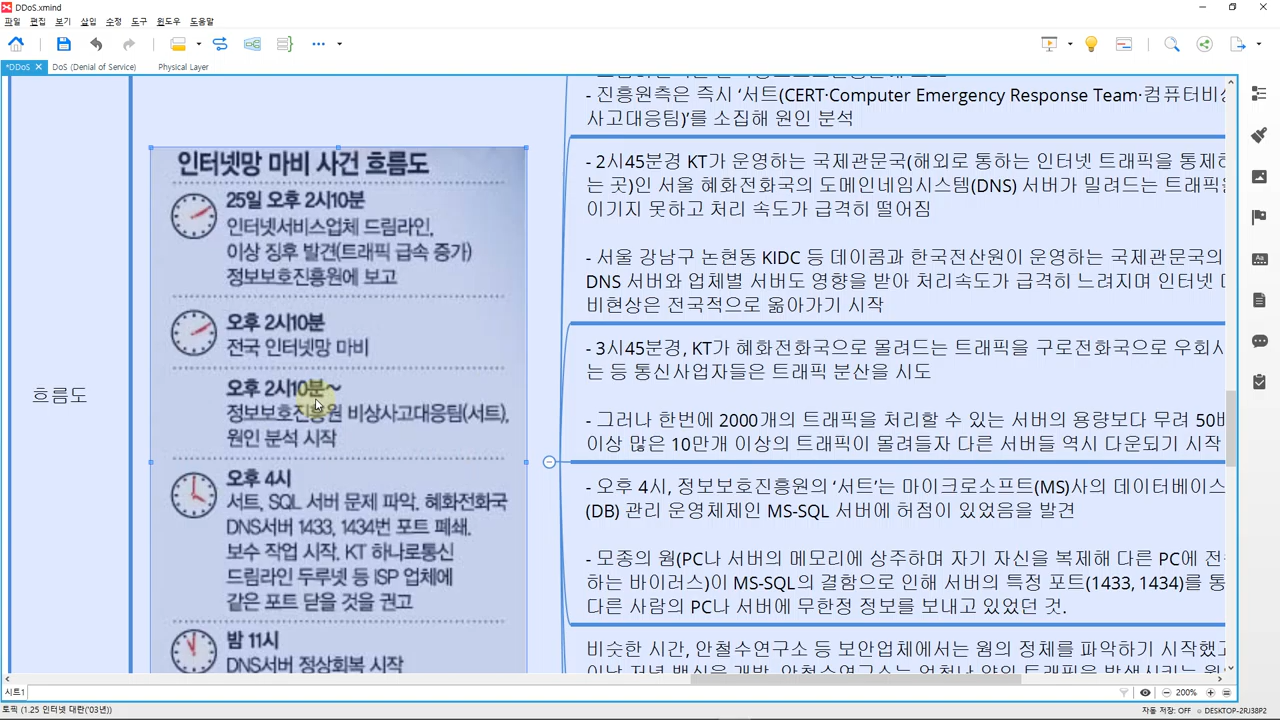 DDoS.xmind
파일 편집 보기 삽입 수정 도구 윈도우 도움말
*DDoS DoS (Denial of Service) Physical Layer
- 진흥원측은 즉시 ‘서트(CERT·Computer Emergency Response Team·컴퓨터비상
사고대응팀)’를 소집해 원인 분석
- 2시45분경 KT가 운영하는 국제관문국(해외로 통하는 인터넷 트래픽을 통제하
는 곳)인 서울 혜화전화국의 도메인네임시스템(DNS) 서버가 밀려드는 트래픽을
이기지 못하고 처리 속도가 급격히 떨어짐
- 서울 강남구 논현동 KIDC 등 데이콤과 한국전산원이 운영하는 국제관문국의
DNS 서버와 업체별 서버도 영향을 받아 처리속도가 급격히 느려지며 인터넷
비현상은 전국적으로 옮아가기 시작
- 3시45분경, KT가 혜화전화국으로 몰려드는 트래픽을 구로전화국으로 우회시
는 등 통신사업자들은 트래픽 분산을 시도
- 그러나 한번에 2000개의 트래픽을 처리할 수 있는 서버의 용량보다 무려 50배
이상 많은 10만개 이상의 트래픽이 몰려들자 다른 서버들 역시 다운되기 시작
- 오후 4시, 정보보호진흥원의 ‘서트’는 마이크로소프트(MS)사의 데이터베이스
(DB) 관리 운영체제인 MS-SQL 서버에 허점이 있었음을 발견
- 모종의 웜(PC나 서버의 메모리에 상주하며 자기 자신을 복제해 다른 PC에 전
하는 바이러스)이 MS-SQL의 결함으로 인해 서버의 특정 포트(1433, 1434)를 통
다른 사람의 PC나 서버에 무한정 정보를 보내고 있었던 것.
비슷한 시간, 안철수연구소 등 보안업체에서는 웜의 정체를 파악하기 시작했고
흐름도
인터넷망 마비 사건 흐름도
25일 오후 2시10분
인터넷서비스업체 드림라인,
이상 징후 발견(트래픽 급속 증가)
정보보호진흥원에 보고
오후 2시10분
전국 인터넷망 마비
오후 2시10분~
정보보호진흥원 비상사고대응팀(서트),
원인 분석 시작
오후 4시
서트, SQL 서버 문제 파악, 혜화전화국
DNS서버 1433, 1434번 포트 폐쇄.
보수 작업 시작, KT 하나로통신
드림라인 두루넷 등 ISP 업체에
같은 포트 닫을 것을 권고
밤 11시
DNS서버 정상회복 시작
시트1
200%
토픽 (1.25 인터넷 대란('03년))
자동 저장: OFF
DESKTOP-2RJ38P2